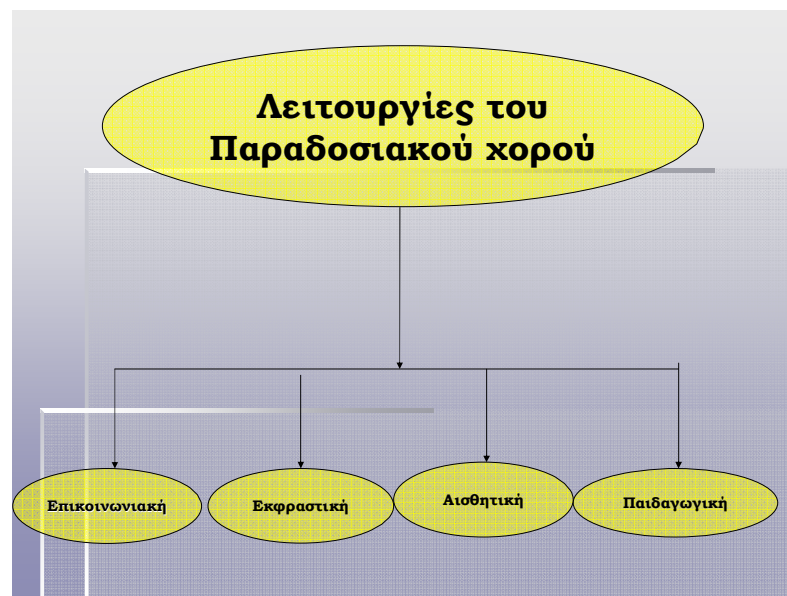 Λειτουργίες του
Παραδοσιακού χορού
Επικοινωνιακή
Εκφραστική
Αισθητική
Παιδαγωγική